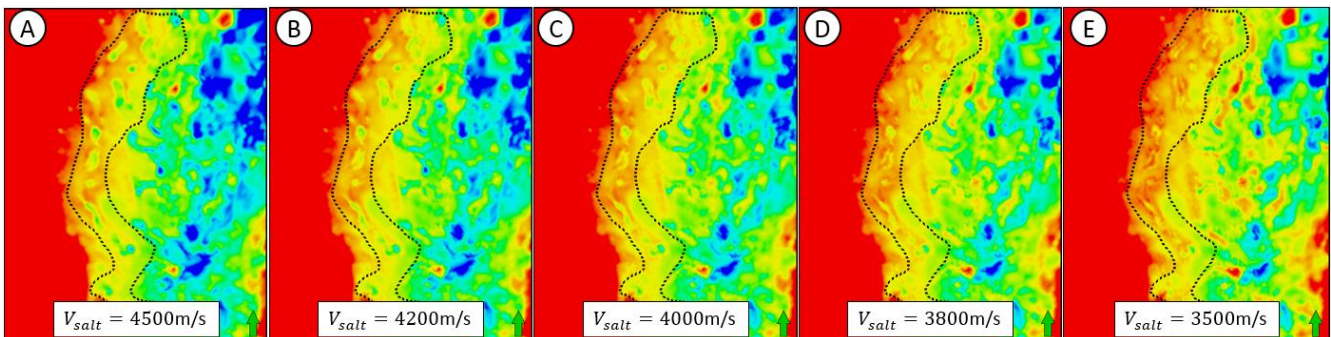 A
B
C
D
E
V_salt = 4500m/s
V_salt = 4200m/s
V_salt = 4000m/s
V_salt = 3800m/s
V_salt = 3500m/s